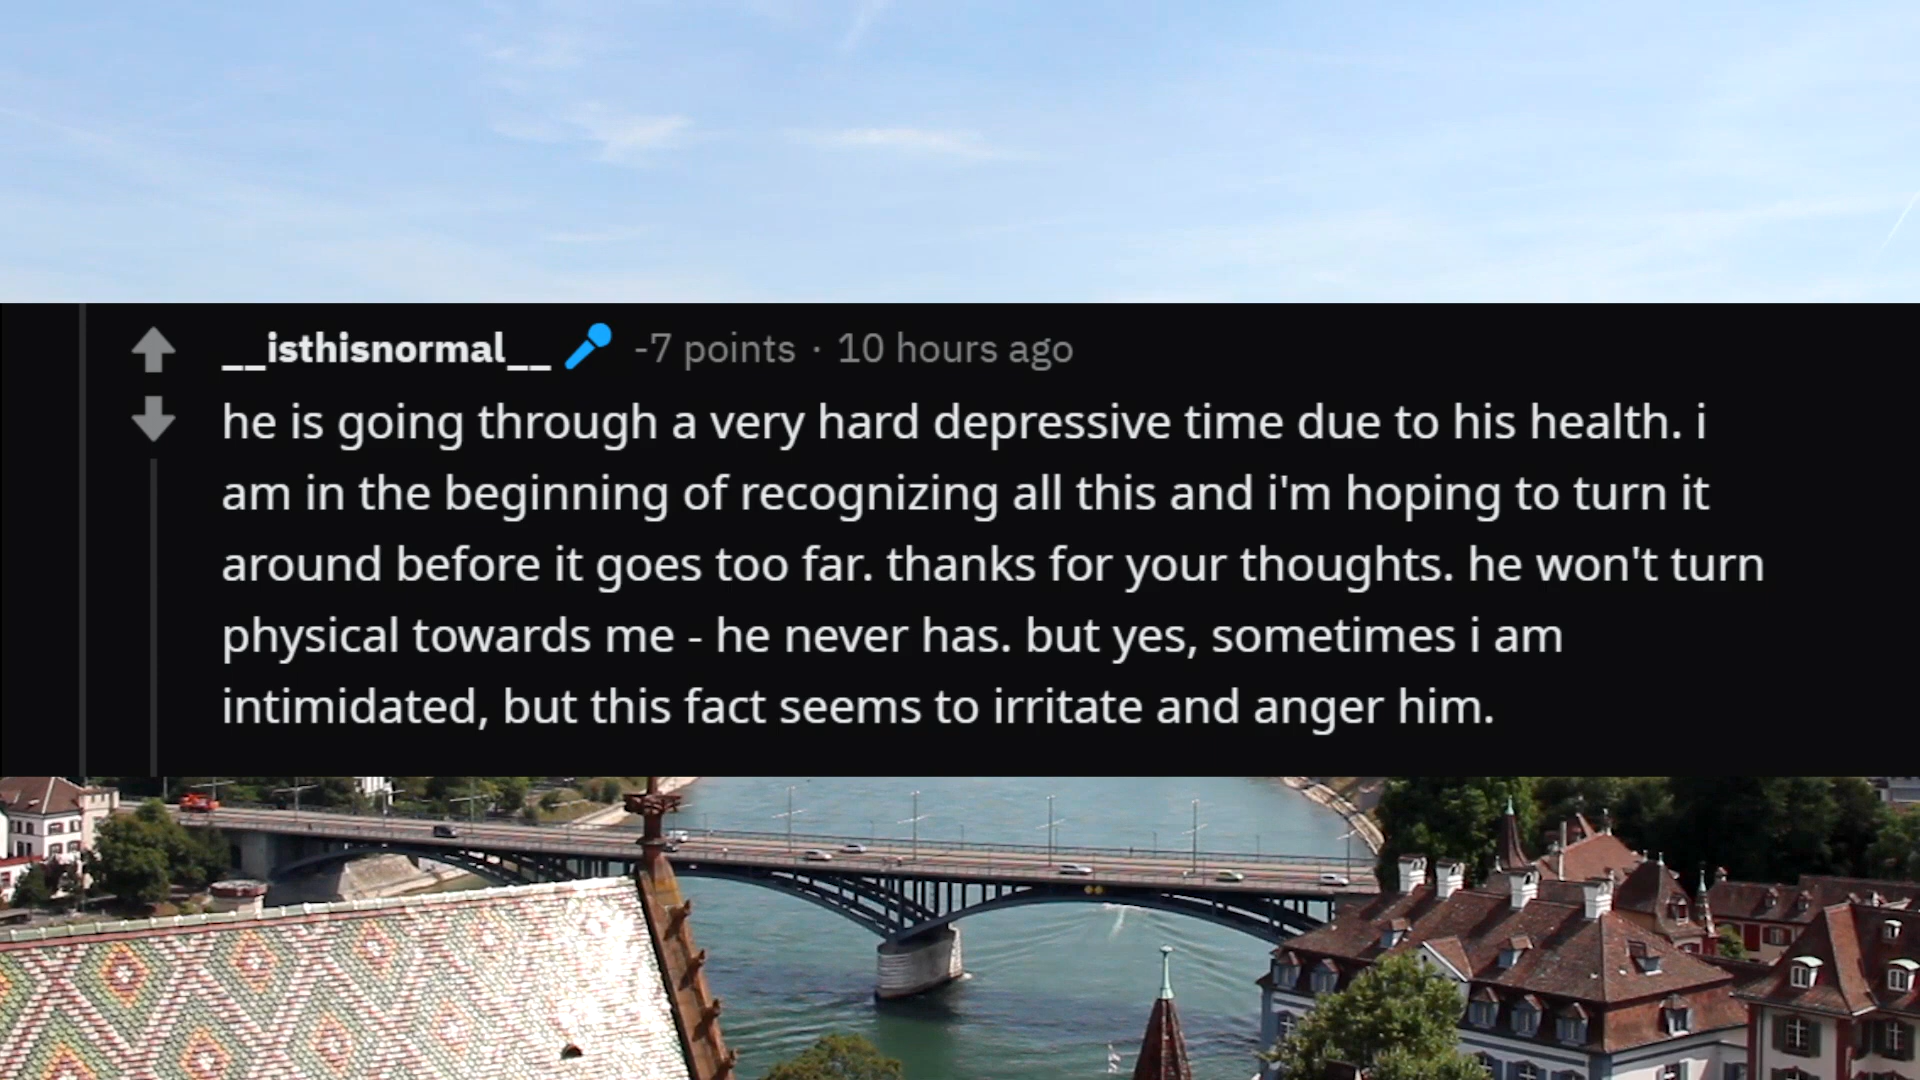 __isthisnormal__ -7 points · 10 hours ago
he is going through a very hard depressive time due to his health. i
am in the beginning of recognizing all this and i'm hoping to turn it
around before it goes too far. thanks for your thoughts. he won't turn
physical towards me - he never has. but yes, sometimes i am
intimidated, but this fact seems to irritate and anger him.